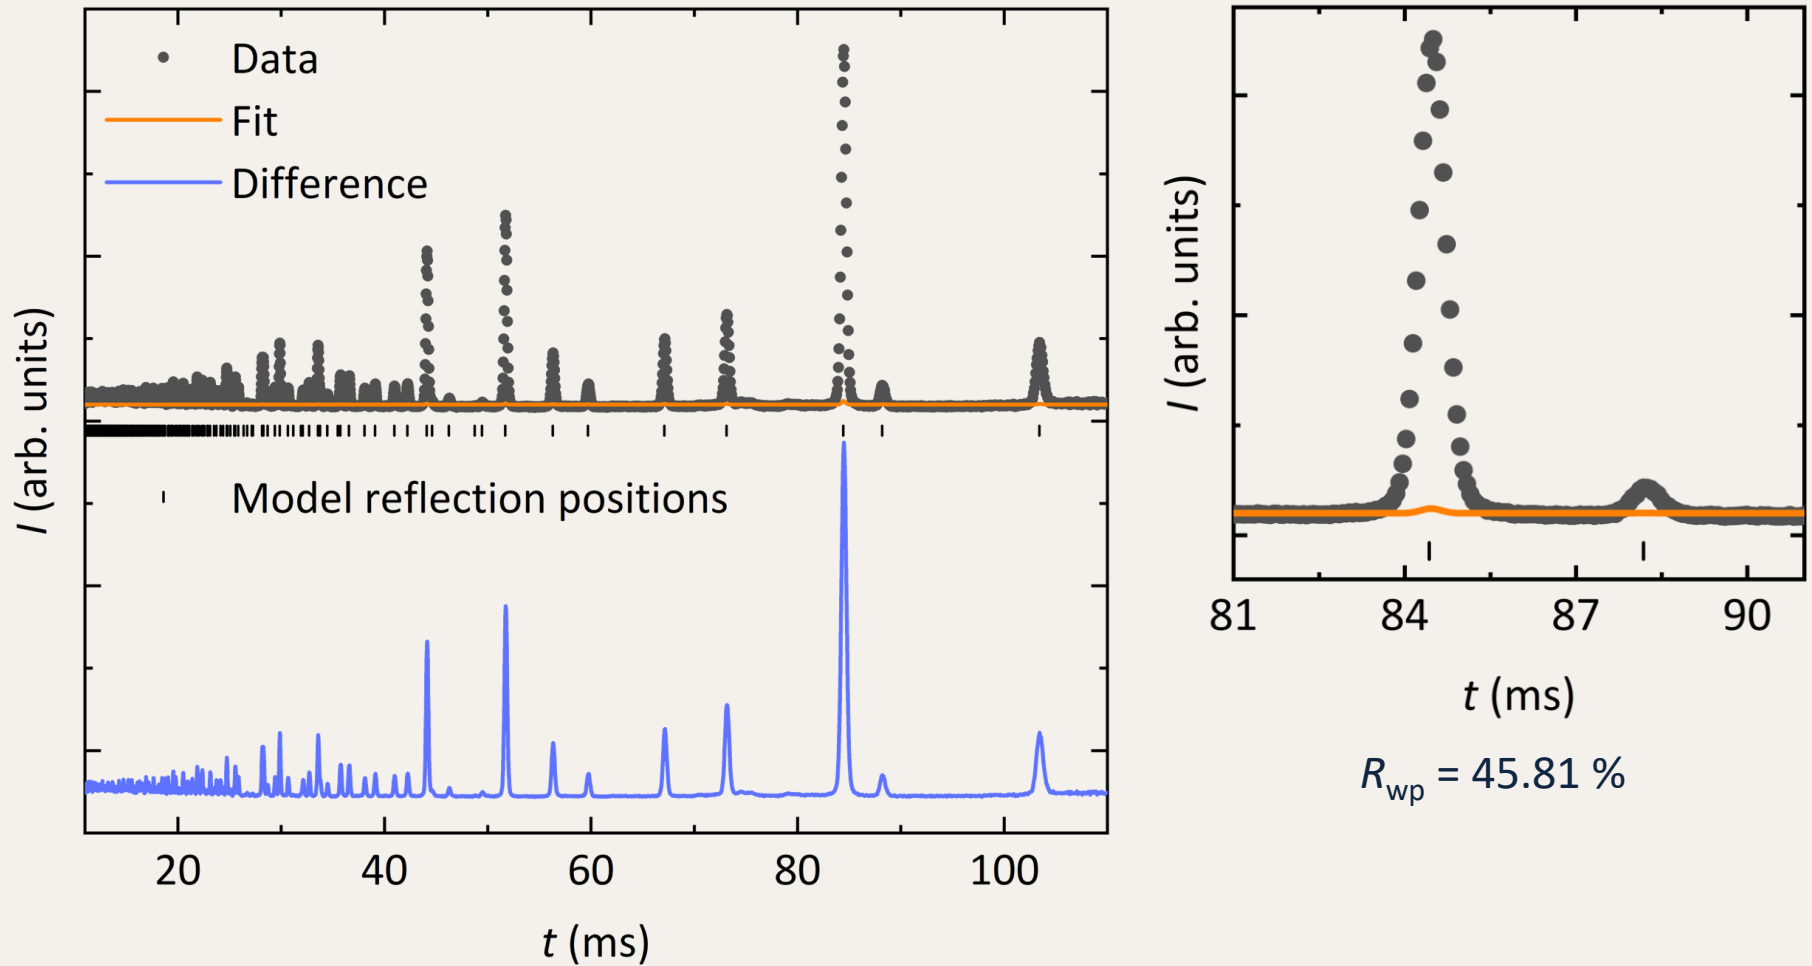 Data
Fit
Difference
Model reflection positions
I (arb. units)
20 40 60 80 100
t (ms)
I (arb. units)
81 84 87 90
t (ms)
Rwp = 45.81 %